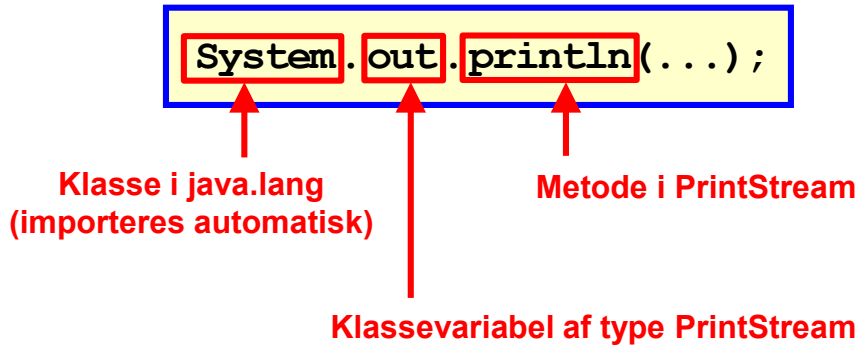 System.out.println(...);
Klasse i java.lang
(importeres automatisk)
Metode i PrintStream
Klassevariabel af type PrintStream